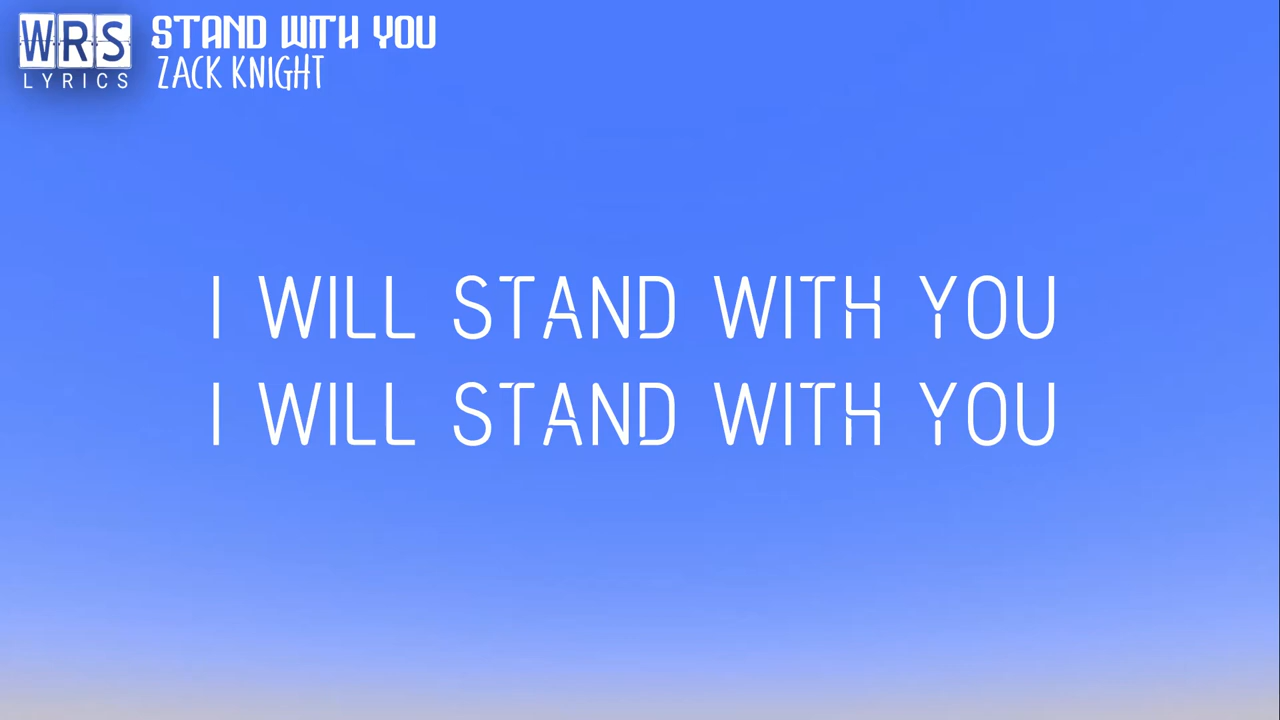 WRS
LYRICS
STAND WITH YOU
ZACK KNIGHT
I WILL STAND WITH YOU
I WILL STAND WITH YOU